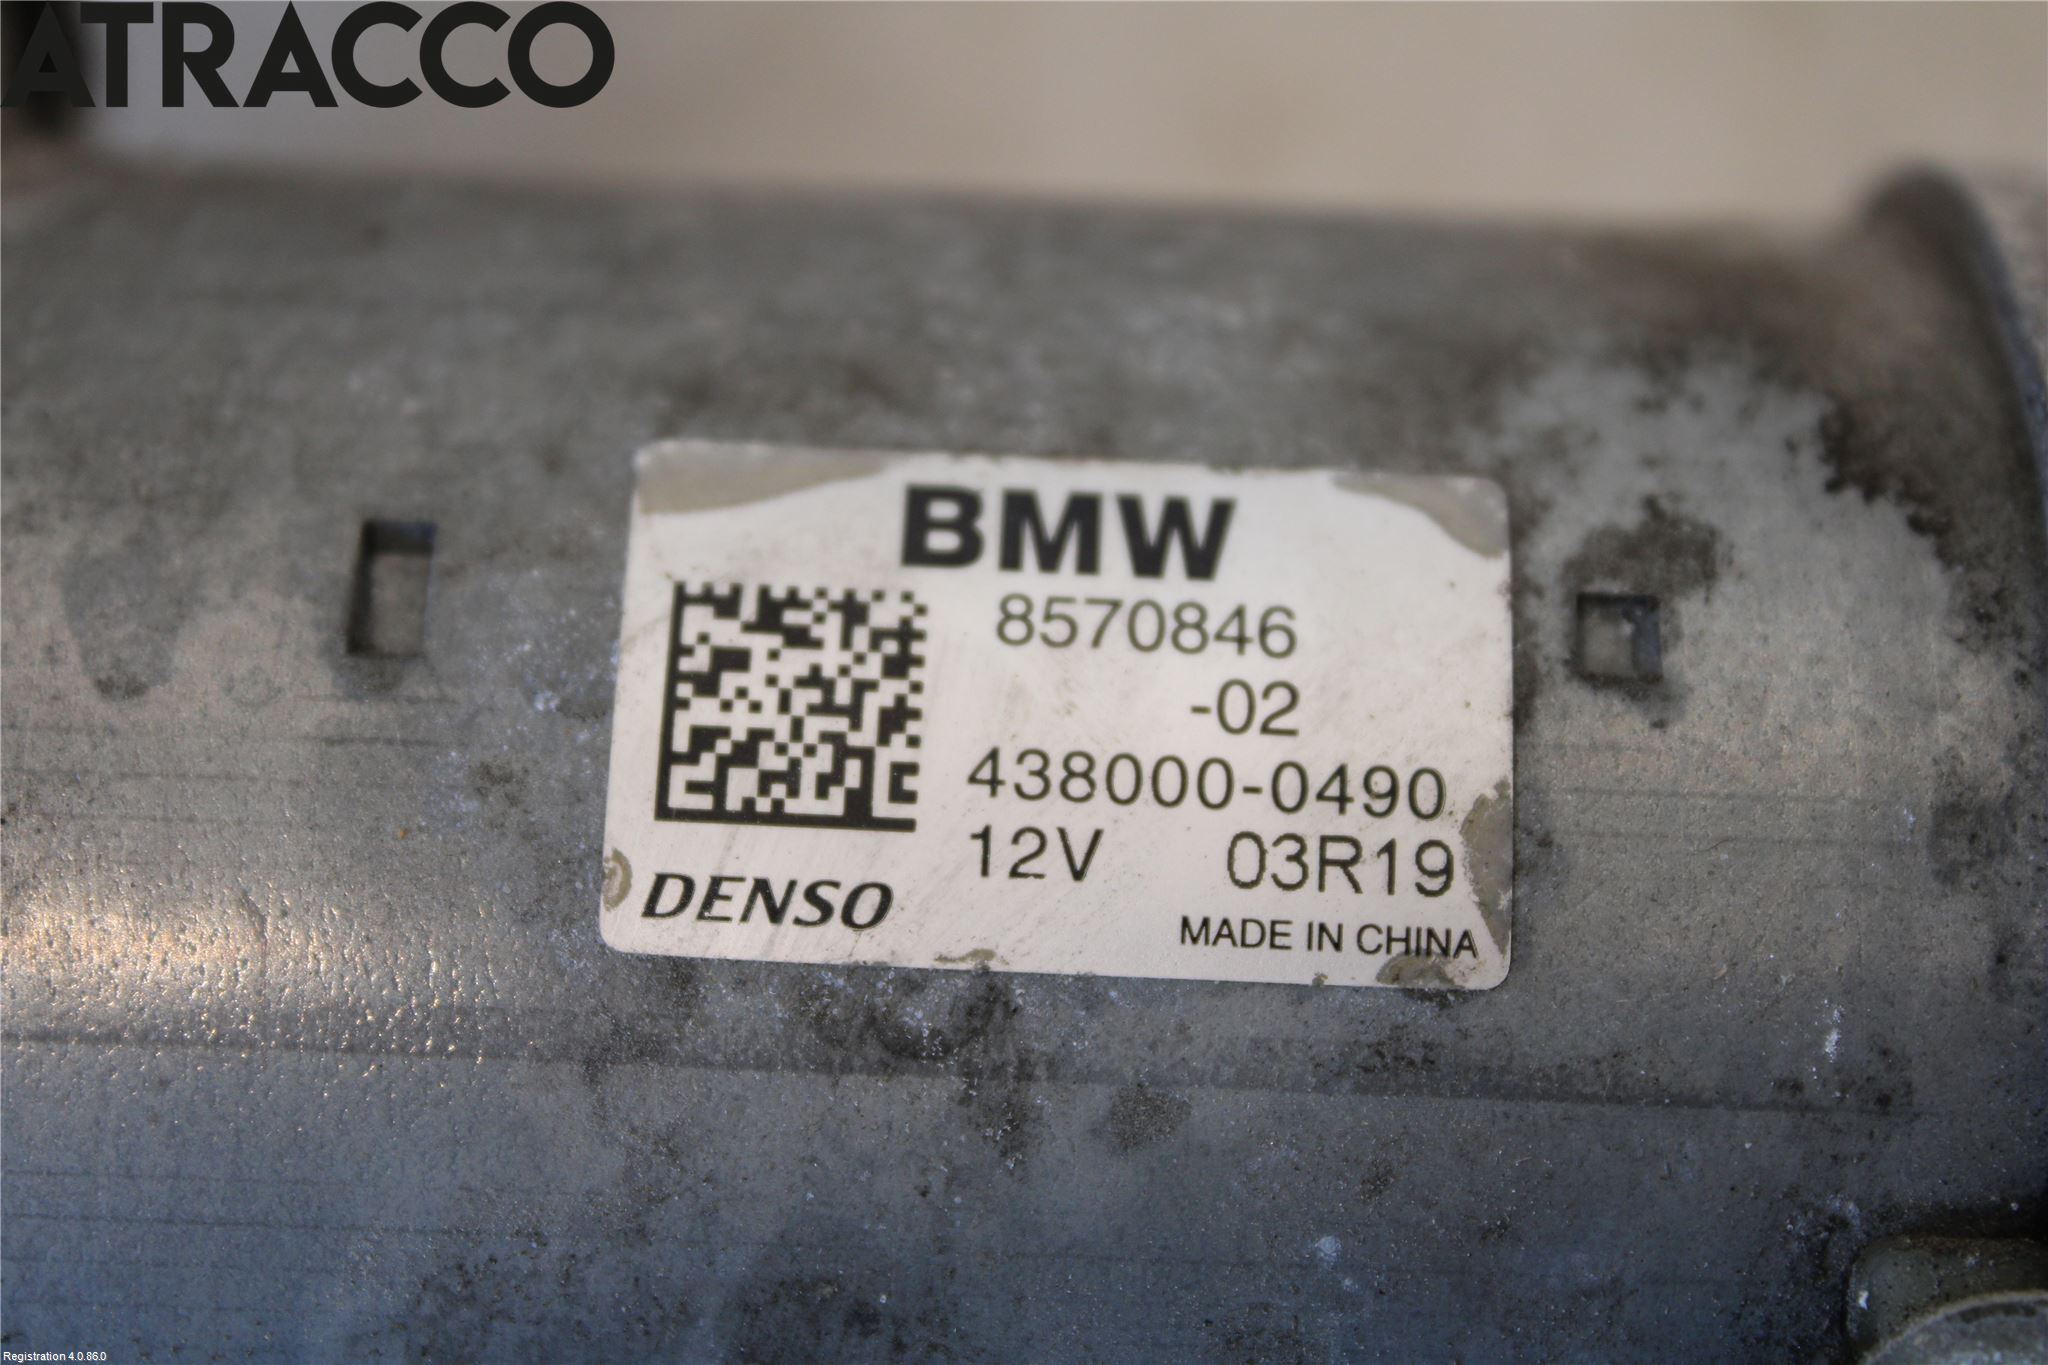 ATRACCO
BMW
8570846
-02
438000-0490
12V 03R19
DENSO
MADE IN CHINA
Registration 4.0.86.0